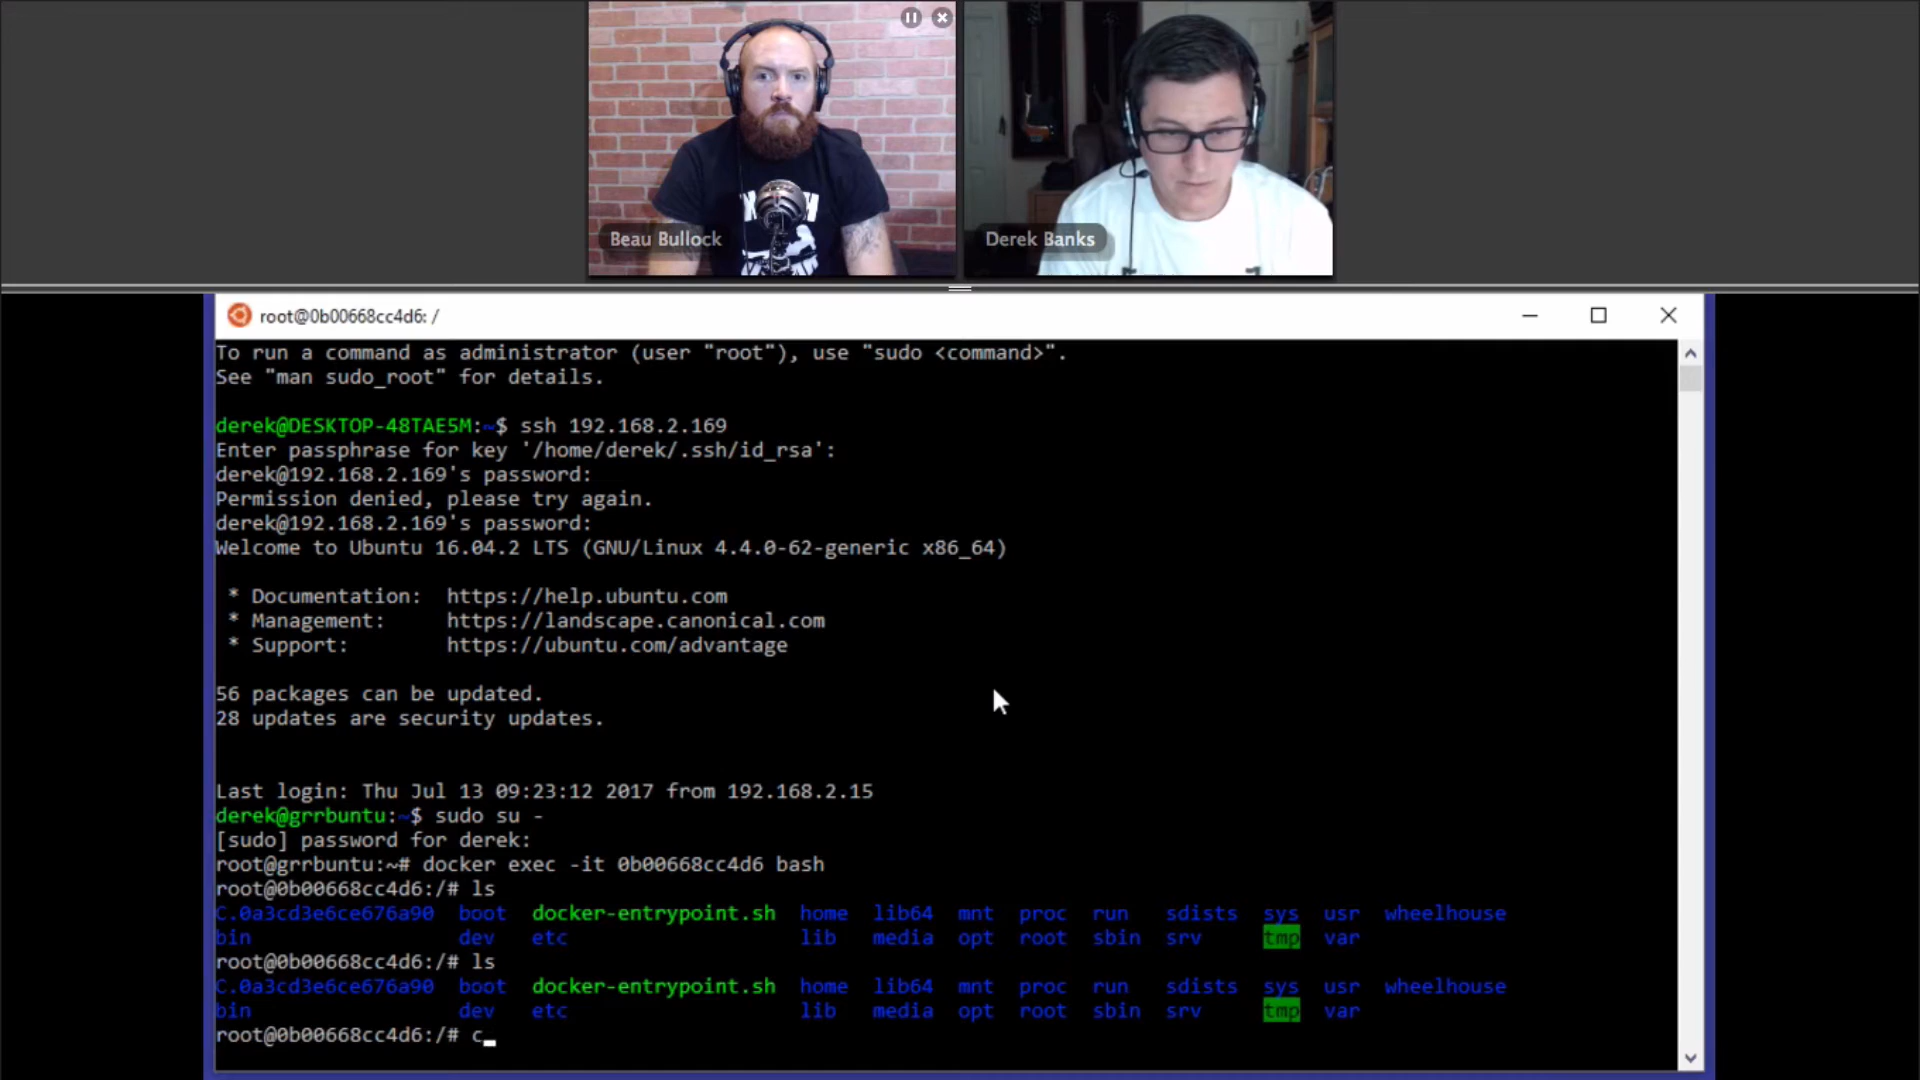 Beau Bullock
Derek Banks
root@0b00668cc4d6: /
To run a command as administrator (user "root"), use "sudo <command>".
See "man sudo_root" for details.
derek@DESKTOP-48TAE5M:~$ ssh 192.168.2.169
Enter passphrase for key '/home/derek/.ssh/id_rsa':
derek@192.168.2.169's password:
Permission denied, please try again.
derek@192.168.2.169's password:
Welcome to Ubuntu 16.04.2 LTS (GNU/Linux 4.4.0-62-generic x86_64)
* Documentation: https://help.ubuntu.com
* Management: https://landscape.canonical.com
* Support: https://ubuntu.com/advantage
56 packages can be updated.
28 updates are security updates.
Last login: Thu Jul 13 09:23:12 2017 from 192.168.2.15
derek@grrbuntu:~$ sudo su -
[sudo] password for derek:
root@grrbuntu:~# docker exec -it 0b00668cc4d6 bash
root@0b00668cc4d6:/# ls
C.0a3cd3e6ce676a90 boot docker-entrypoint.sh home lib64 mnt proc run sdists sys usr wheelhouse
bin dev etc lib media opt root sbin srv tmp var
root@0b00668cc4d6:/# ls
C.0a3cd3e6ce676a90 boot docker-entrypoint.sh home lib64 mnt proc run sdists sys usr wheelhouse
bin dev etc lib media opt root sbin srv tmp var
root@0b00668cc4d6:/# c